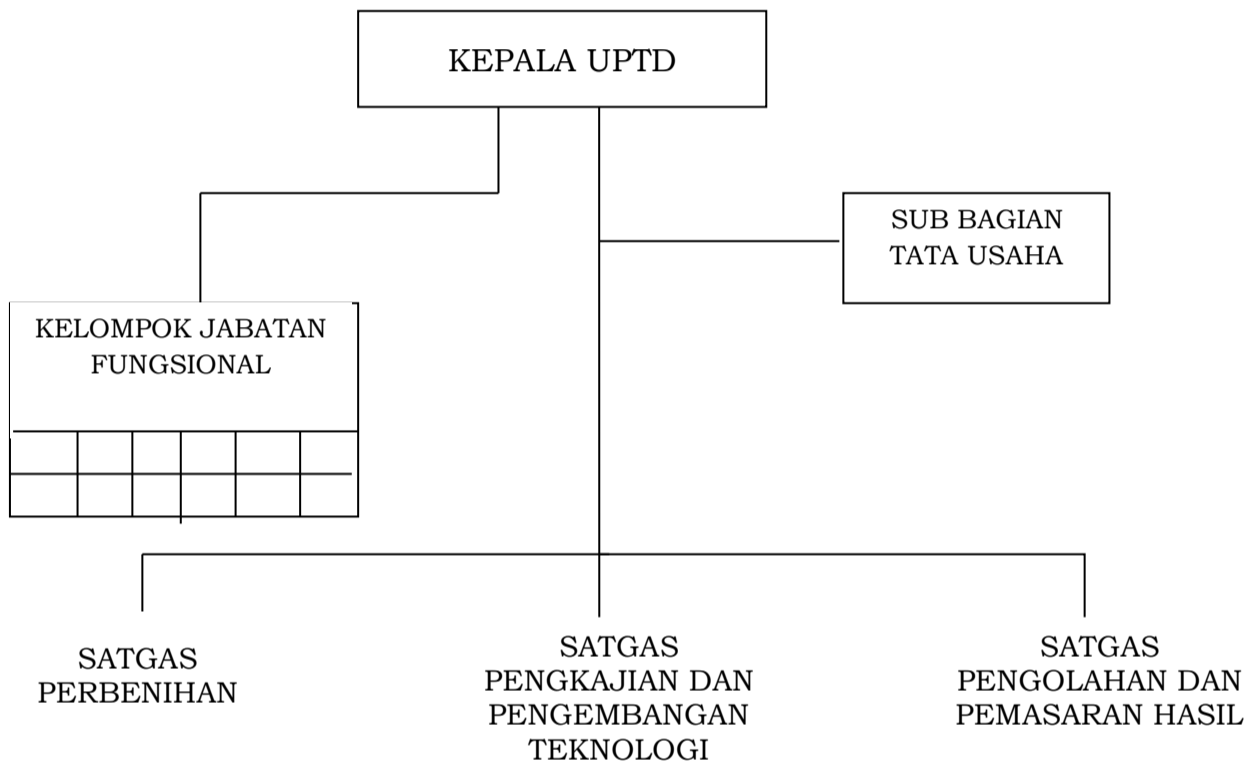 KEPALA UPTD
SUB BAGIAN
TATA USAHA
KELOMPOK JABATAN
FUNGSIONAL
SATGAS
PERBENIHAN
SATGAS
PENGKAJIAN DAN
PENGEMBANGAN
TEKNOLOGI
SATGAS
PENGOLAHAN DAN
PEMASARAN HASIL